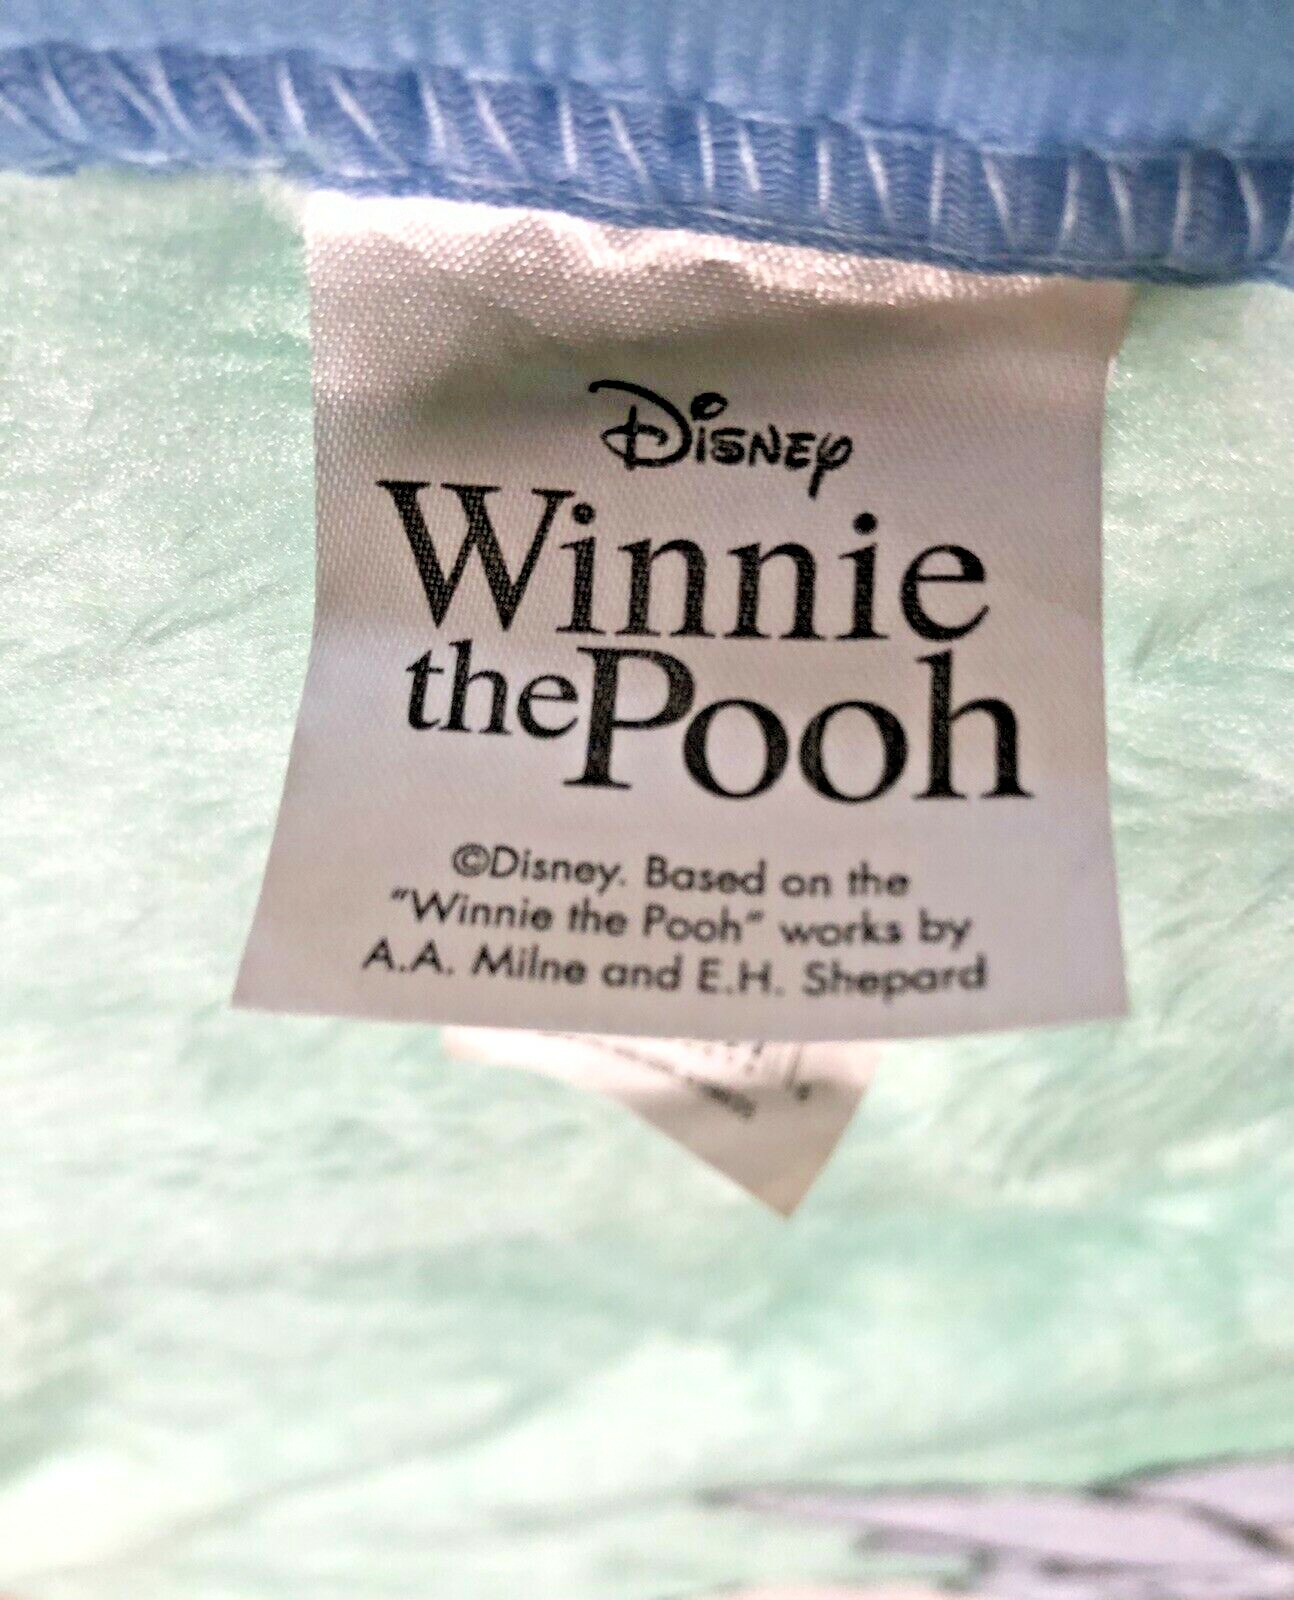 Disney
Winnie
the Pooh
©Disney. Based on the
"Winnie the Pooh" works by
A.A. Milne and E.H. Shepard